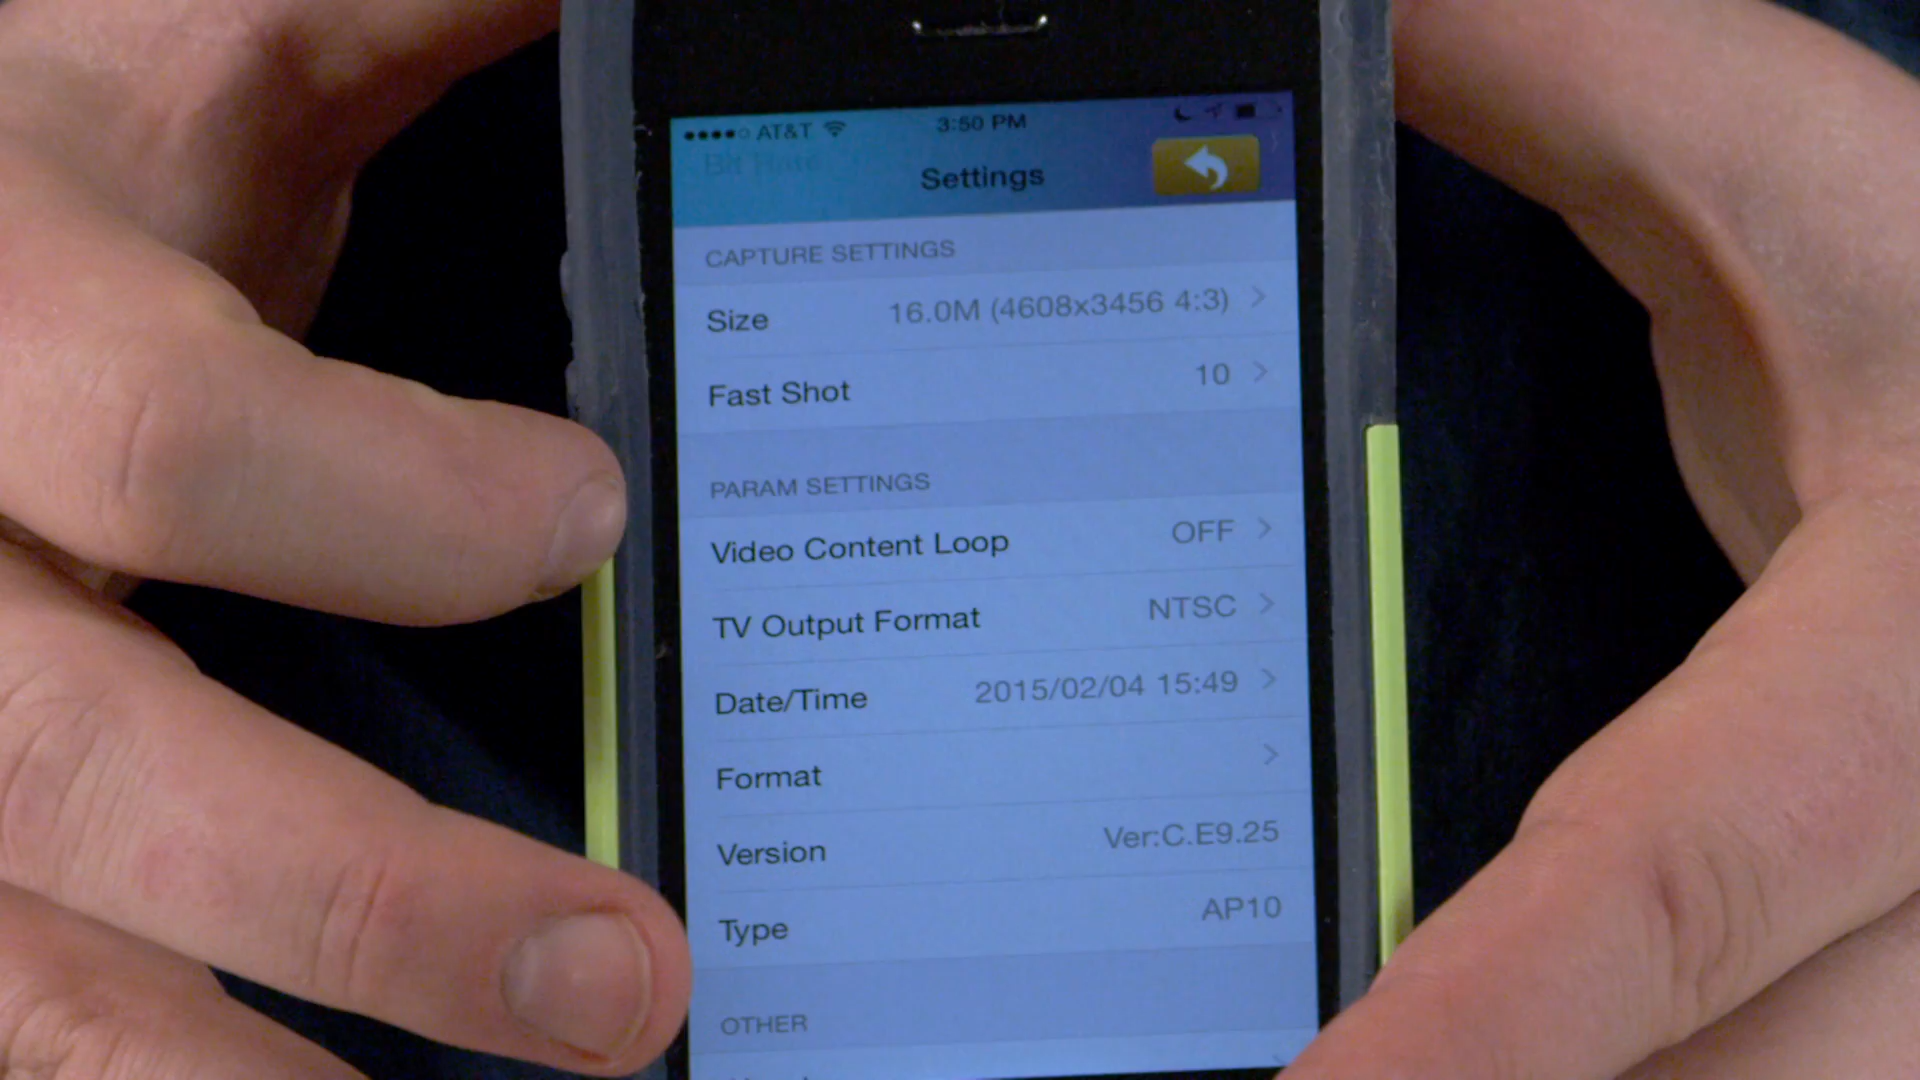 AT&T 3:50 PM
Bit Rate
Settings
CAPTURE SETTINGS
Size 16.0M (4608x3456 4:3)
Fast Shot 10
PARAM SETTINGS
Video Content Loop OFF
TV Output Format NTSC
Date/Time 2015/02/04 15:49
Format
Version Ver:C.E9.25
Type AP10
OTHER